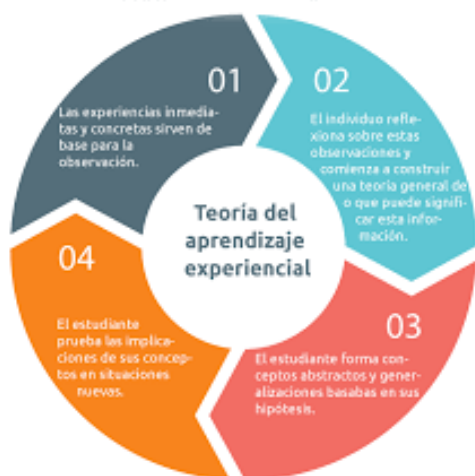 01
Las experiencias inmedia-
tas y concretas sirven de
base para la
observación.
02
El individuo refle-
xiona sobre estas
observaciones y
comienza a construir
una teoría general de
o que puede signifi-
car esta infor-
mación.
03
El estudiante forma con-
ceptos abstractos y gener-
alizaciones basabas en sus
hipótesis.
04
El estudiante
prueba las implica-
ciones de sus concep-
tos en situaciones
nuevas.
Teoría del
aprendizaje
experiencial